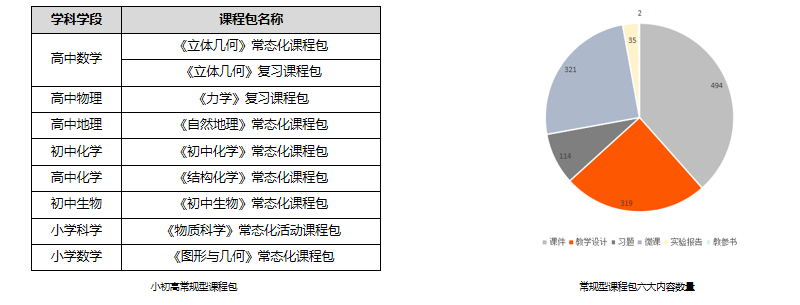 学科学段 课程包名称
高中数学 《立体几何》常态化课程包
《立体几何》复习课程包
高中物理 《力学》复习课程包
高中地理 《自然地理》常态化课程包
初中化学 《初中化学》常态化课程包
高中化学 《结构化学》常态化课程包
初中生物 《初中生物》常态化课程包
小学科学 《物质科学》常态化活动课程包
小学数学 《图形与几何》常态化课程包
小初高常规型课程包
2
35
321
494
114
319
课件 教学设计 习题 微课 实验报告 教参书
常规型课程包六大内容数量